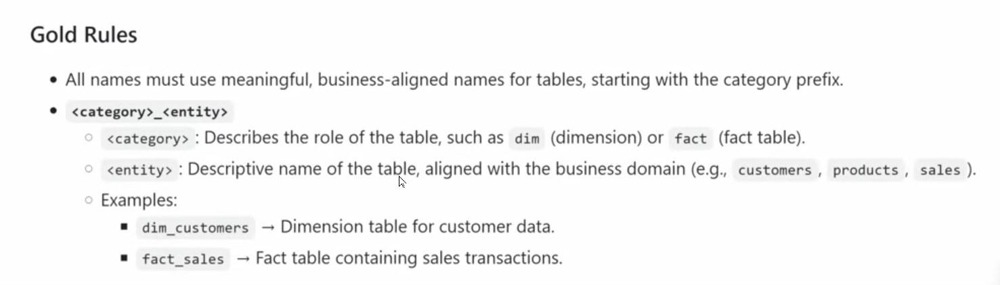 Gold Rules
• All names must use meaningful, business-aligned names for tables, starting with the category prefix.
• <category>_<entity>
○ <category> : Describes the role of the table, such as dim (dimension) or fact (fact table).
○ <entity> : Descriptive name of the table, aligned with the business domain (e.g., customers , products , sales ).
○ Examples:
▪ dim_customers → Dimension table for customer data.
▪ fact_sales → Fact table containing sales transactions.